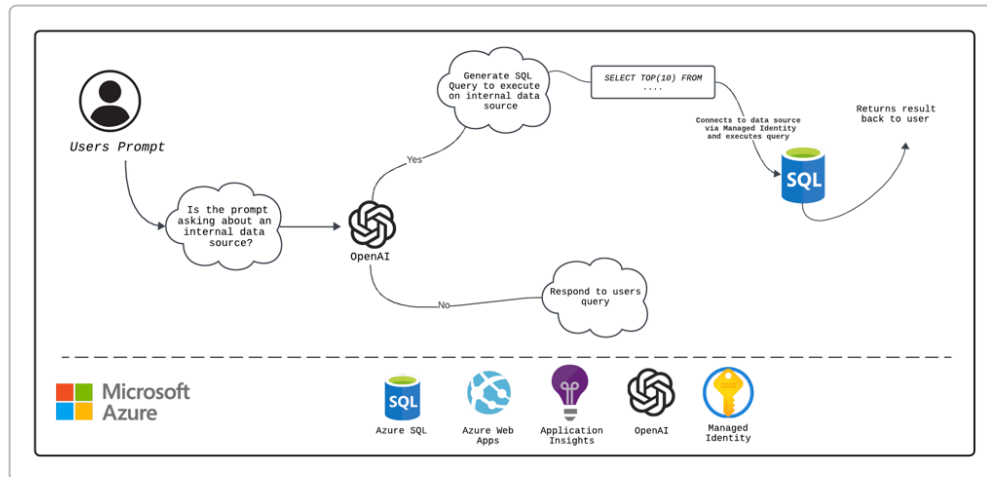 Users Prompt
Is the prompt
asking about an
internal data
source?
OpenAI
Yes
Generate SQL
Query to execute
on internal data
source
SELECT TOP(10) FROM
....
Connects to data source
via Managed Identity
and executes query
SQL
Returns result
back to user
No
Respond to users
query
Microsoft
Azure
SQL
Azure SQL
Azure Web
Apps
Application
Insights
OpenAI
Managed
Identity